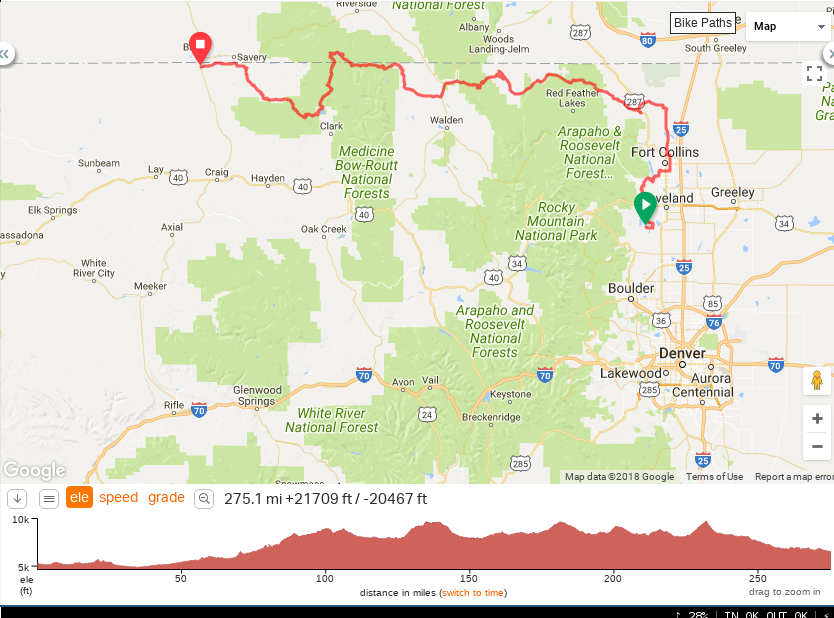 Riverside
National Forest
Albany
Woods
Landing-Jelm
287
80
Bike Paths
Map
South Greeley
Savery
Red Feather
Lakes
287
25
Clark
Walden
Arapaho &
Roosevelt
National
Forest...
Fort Collins
Medicine
Bow-Routt
National
Forests
Sunbeam
Lay
40
Craig
Hayden
40
Greeley
Elk Springs
40
Rocky
Mountain
National Park
34
Axial
Oak Creek
White
River City
Meeker
34
40
25
Boulder
85
36
76
Arapaho and
Roosevelt
National
Forests
Denver
70
70
70
Lakewood
Aurora
Centennial
285
Avon
Vail
Keystone
Glenwood
Springs
Rifle
70
White River
National Forest
24
Breckenridge
25
285
Google
Map data ©2018 Google
Terms of Use
Report a map error
ele speed grade 275.1 mi +21709 ft / -20467 ft
10k
5k
ele
(ft)
50 100 150 200 250
distance in miles (switch to time)
drag to zoom in